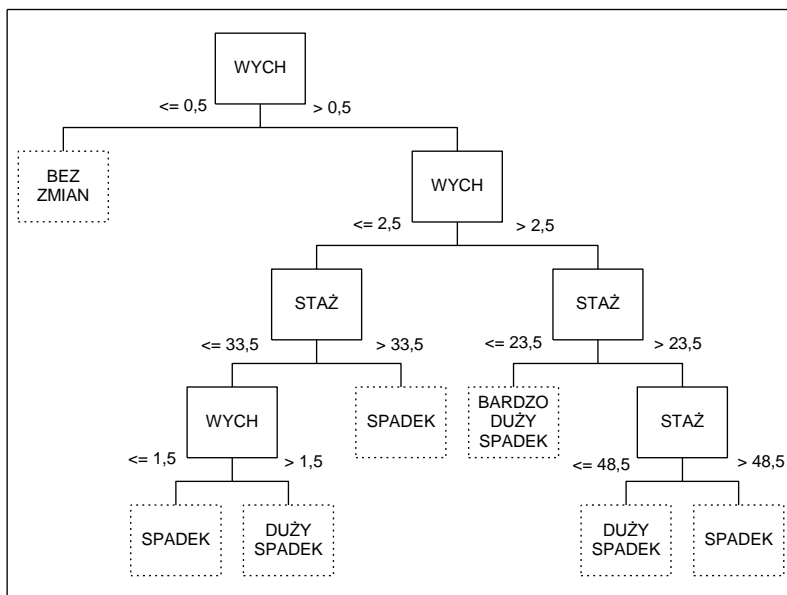 WYCH
<= 0,5
> 0,5
BEZ
ZMIAN
WYCH
<= 2,5
> 2,5
STAŻ
STAŻ
<= 33,5
> 33,5
<= 23,5
> 23,5
WYCH
SPADEK
BARDZO
DUŻY
SPADEK
STAŻ
<= 1,5
> 1,5
<= 48,5
> 48,5
SPADEK
DUŻY
SPADEK
DUŻY
SPADEK
SPADEK